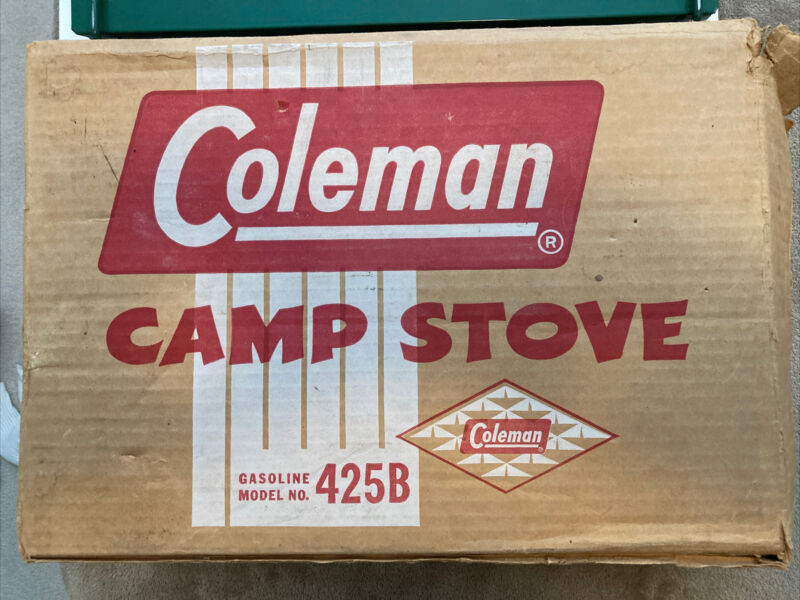 Coleman
®
CAMP STOVE
Coleman
GASOLINE
MODEL NO. 425B